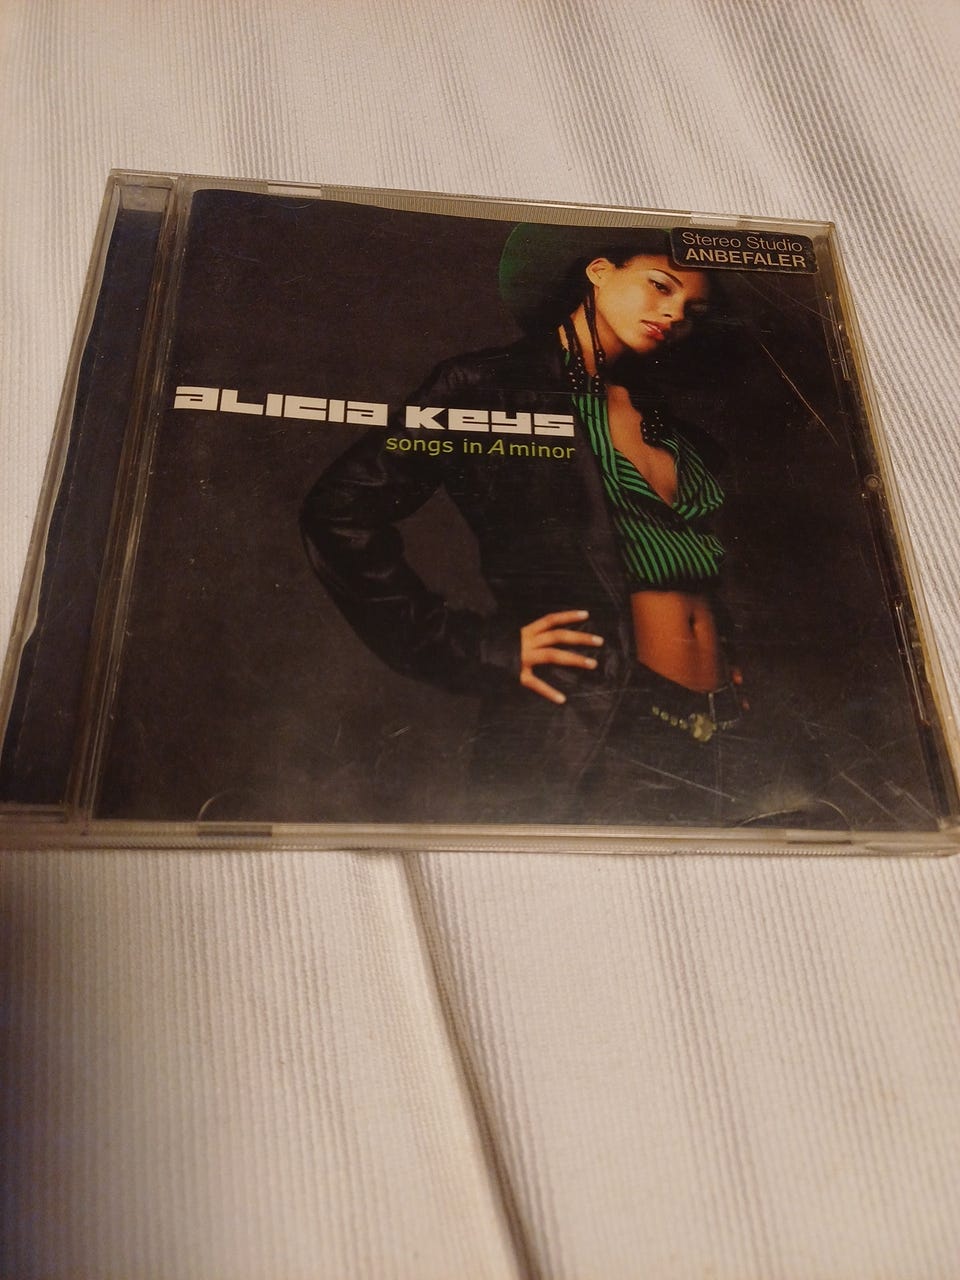 Stereo Studio
ANBEFALER
ALICIA KEYS
songs in A minor